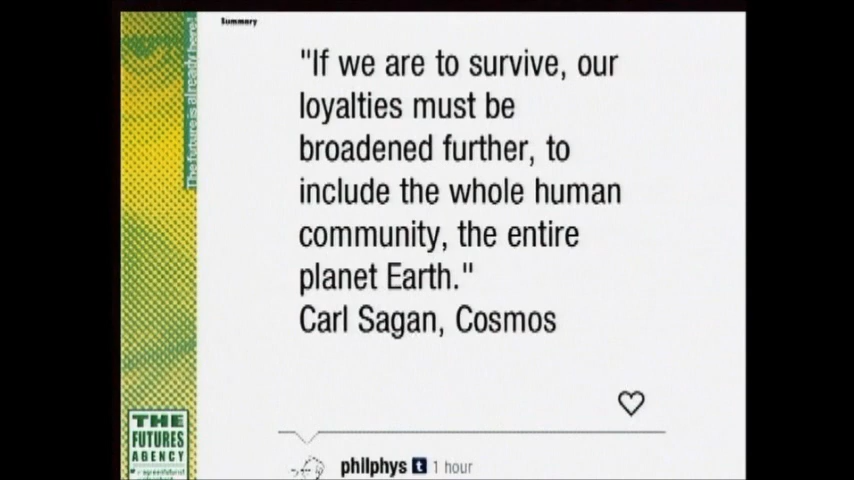 Summary
The future is already here!
"If we are to survive, our
loyalties must be
broadened further, to
include the whole human
community, the entire
planet Earth."
Carl Sagan, Cosmos
THE
FUTURES
AGENCY
philphys t 1 hour